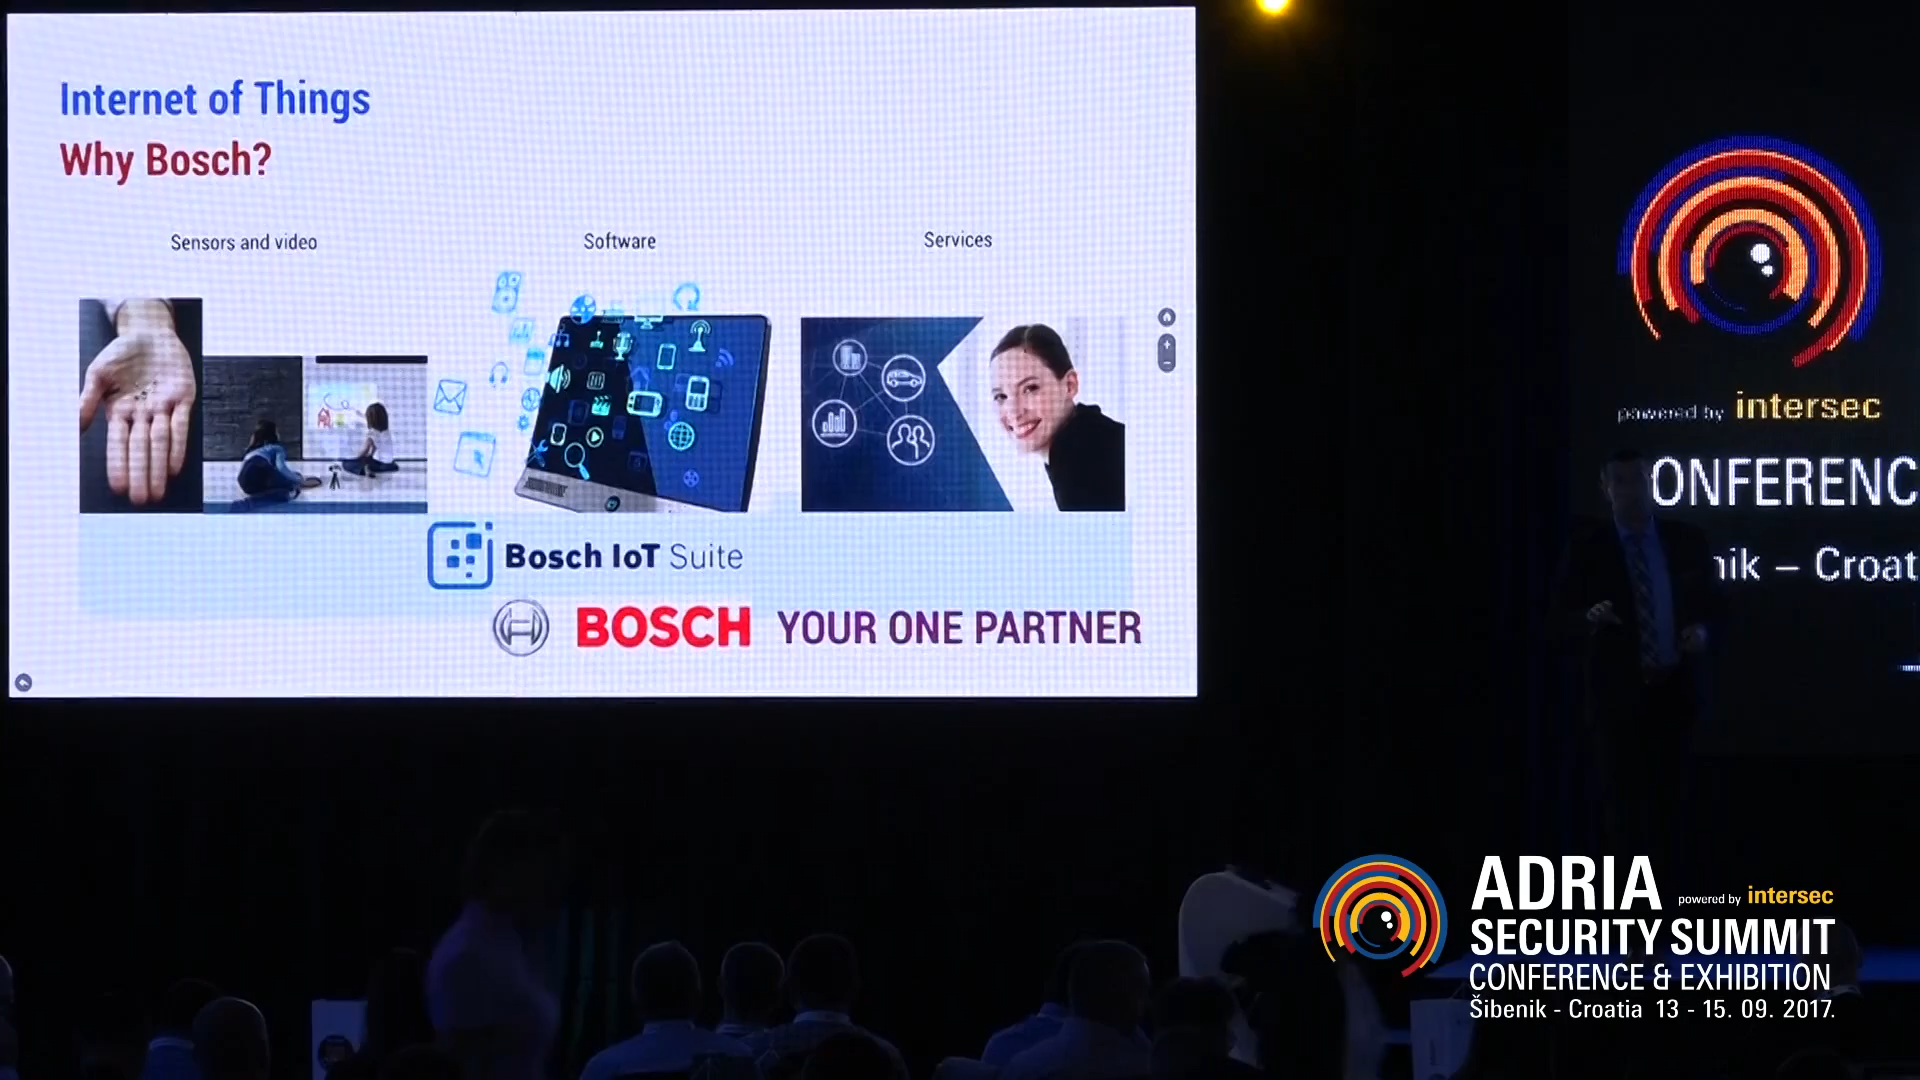 Internet of Things
Why Bosch?
Sensors and video
Software
Services
Bosch IoT Suite
BOSCH YOUR ONE PARTNER
powered by intersec
ONFERENC
nik – Croat
ADRIA powered by intersec
SECURITY SUMMIT
CONFERENCE & EXHIBITION
Šibenik - Croatia 13 - 15. 09. 2017.